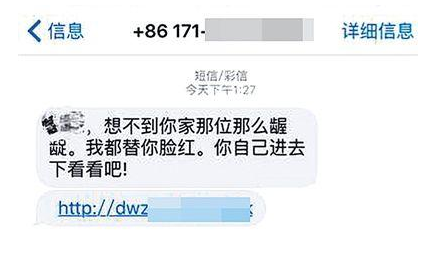 信息
+86 171-
详细信息
短信/彩信
今天下午1:27
，想不到你家那位那么龌
龊。我都替你脸红。你自己进去
下看看吧!
http://dwz